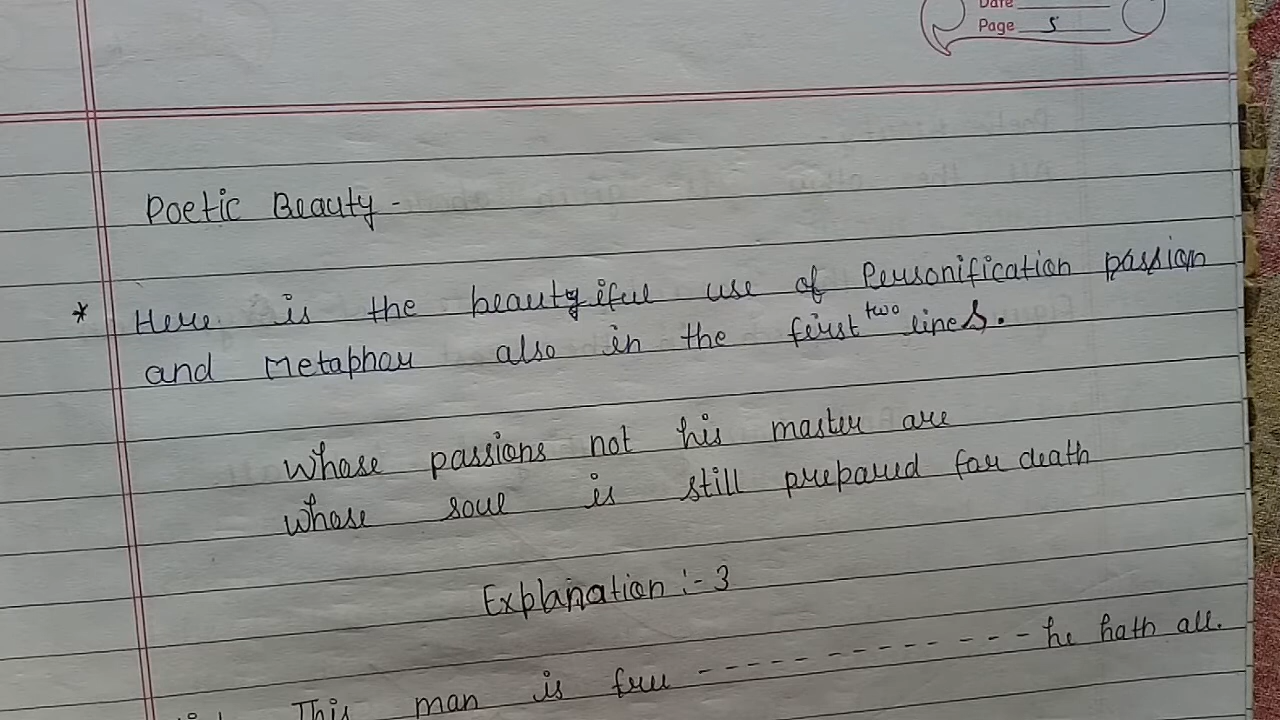 Date
Page 5
Poetic Beauty -
* Here is the beautyiful use of Personification passion
and Metaphor also in the first two lines.
whose passions not his master are
whose soul is still prepared for death
Explanation :- 3
This man is free - - - - - - - - - - - - - he hath all.